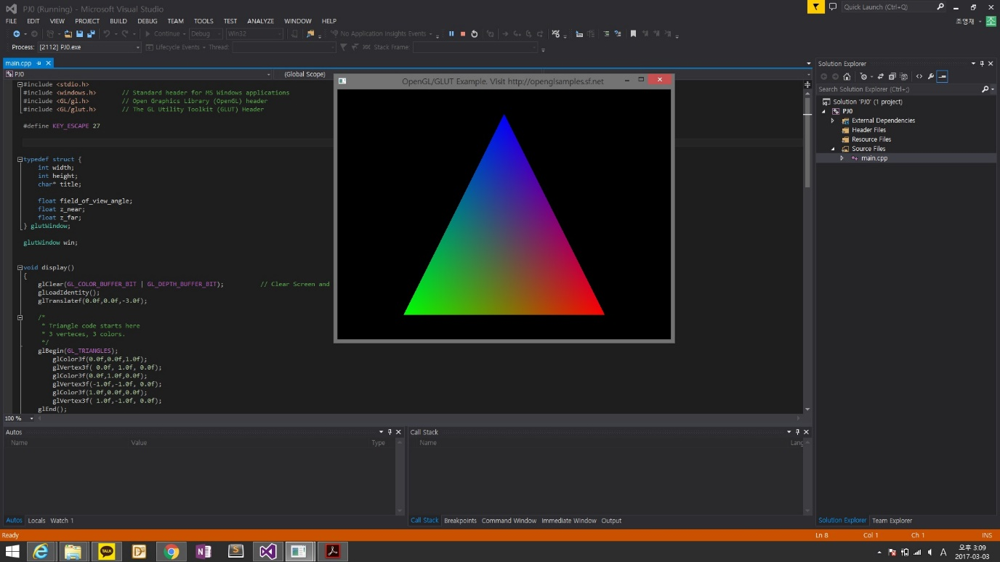 PJ0 (Running) - Microsoft Visual Studio
Quick Launch (Ctrl+Q)
FILE EDIT VIEW PROJECT BUILD DEBUG TEAM TOOLS TEST ARCHITECTURE ANALYZE WINDOW HELP
조영재 조
Continue Debug Win32 No Application Insights Events
Process: [2112] PJ0.exe Lifecycle Events Thread: Stack Frame:
main.cpp
PJ0 (Global Scope)
#include <stdio.h>
#include <windows.h> // Standard header for MS Windows applications
#include <GL/gl.h> // Open Graphics Library (OpenGL) header
#include <GL/glut.h> // The GL Utility Toolkit (GLUT) Header
#define KEY_ESCAPE 27
typedef struct {
int width;
int height;
char* title;
float field_of_view_angle;
float z_near;
float z_far;
} glutWindow;
glutWindow win;
void display()
{
glClear(GL_COLOR_BUFFER_BIT | GL_DEPTH_BUFFER_BIT); // Clear Screen and
glLoadIdentity();
glTranslatef(0.0f,0.0f,-3.0f);
/*
* Triangle code starts here
* 3 verteces, 3 colors.
*/
glBegin(GL_TRIANGLES);
glColor3f(0.0f,0.0f,1.0f);
glVertex3f( 0.0f, 1.0f, 0.0f);
glColor3f(0.0f,1.0f,0.0f);
glVertex3f(-1.0f,-1.0f, 0.0f);
glColor3f(1.0f,0.0f,0.0f);
glVertex3f( 1.0f,-1.0f, 0.0f);
glEnd();
100 %
OpenGL/GLUT Example. Visit http://openglsamples.sf.net
Solution Explorer
Search Solution Explorer (Ctrl+;)
Solution 'PJ0' (1 project)
PJ0
External Dependencies
Header Files
Resource Files
Source Files
main.cpp
Autos
Name Value Type
Autos Locals Watch 1
Call Stack
Name Lang
Call Stack Breakpoints Command Window Immediate Window Output
Solution Explorer Team Explorer
Ready Ln 8 Col 1 Ch 1 INS
TALK
A
오후 3:09
2017-03-03